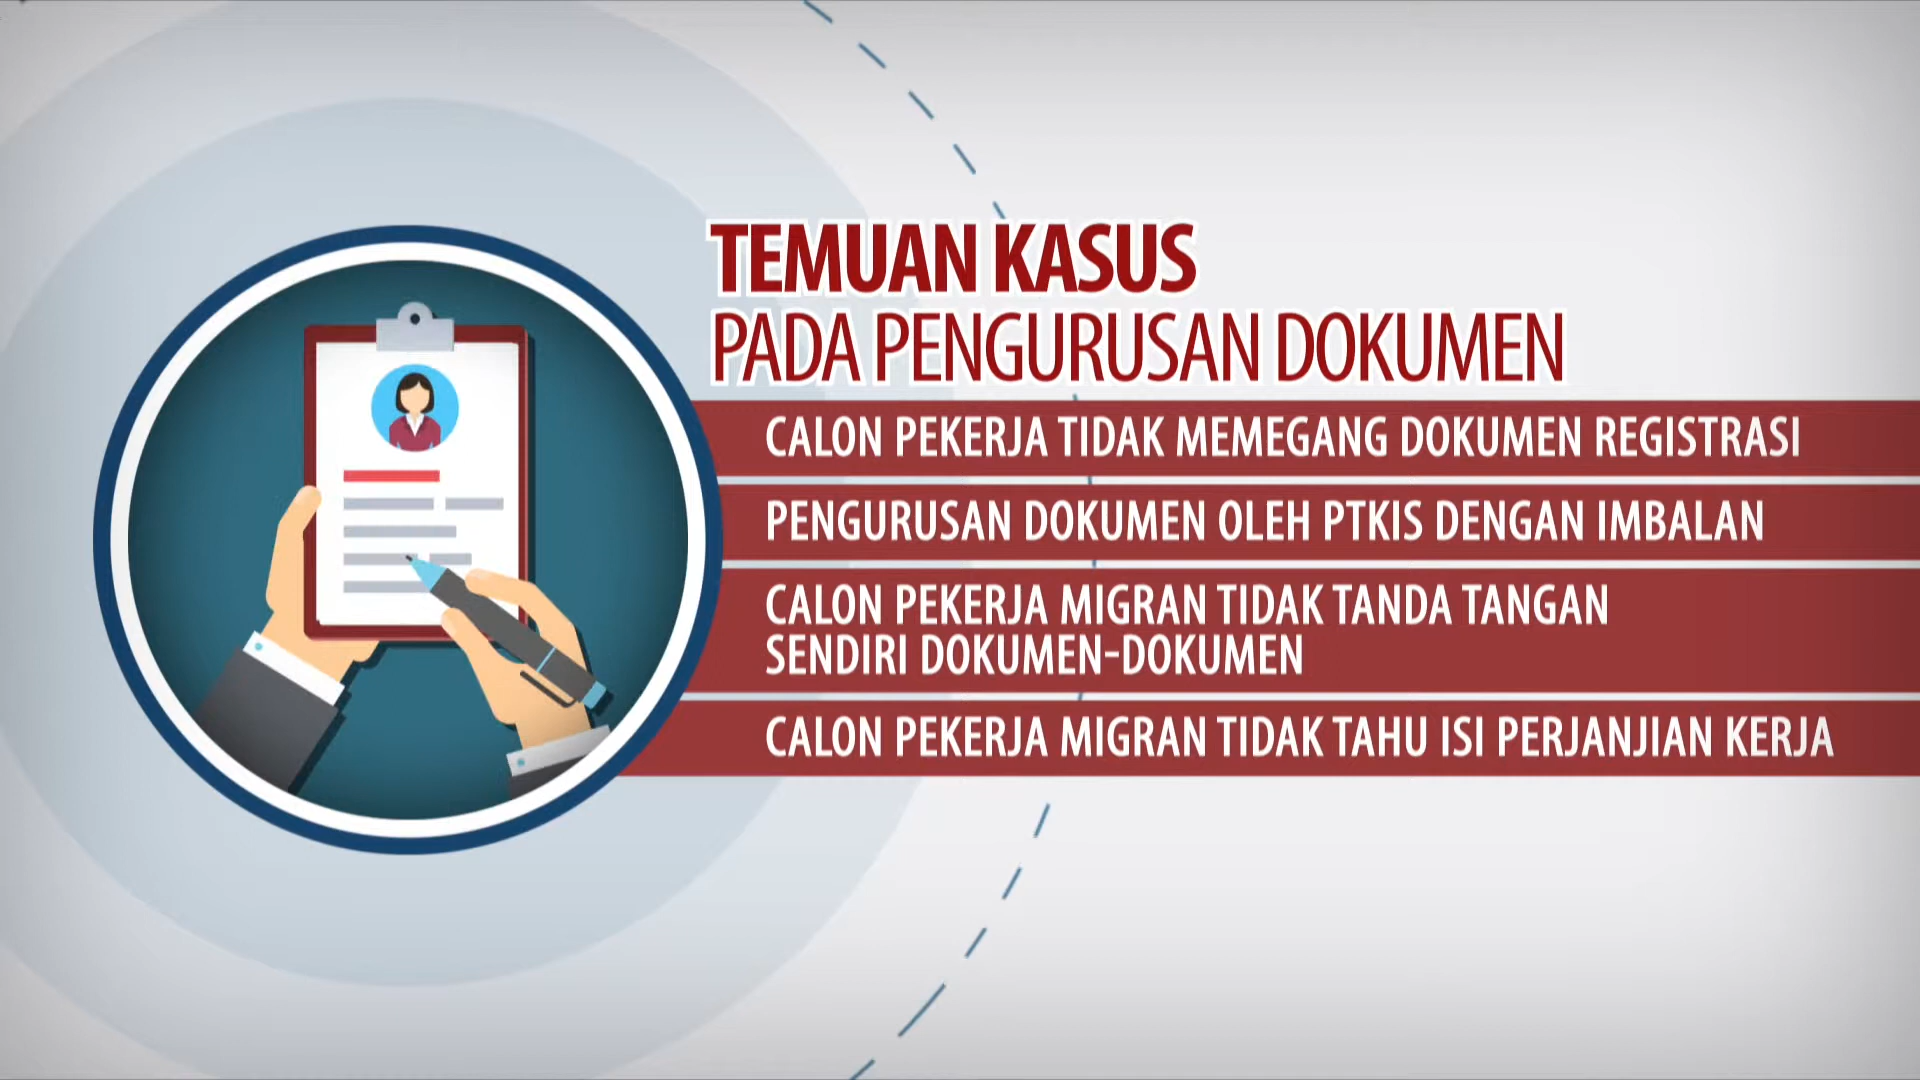 TEMUAN KASUS
PADA PENGURUSAN DOKUMEN
CALON PEKERJA TIDAK MEMEGANG DOKUMEN REGISTRASI
PENGURUSAN DOKUMEN OLEH PTKIS DENGAN IMBALAN
CALON PEKERJA MIGRAN TIDAK TANDA TANGAN
SENDIRI DOKUMEN-DOKUMEN
CALON PEKERJA MIGRAN TIDAK TAHU ISI PERJANJIAN KERJA